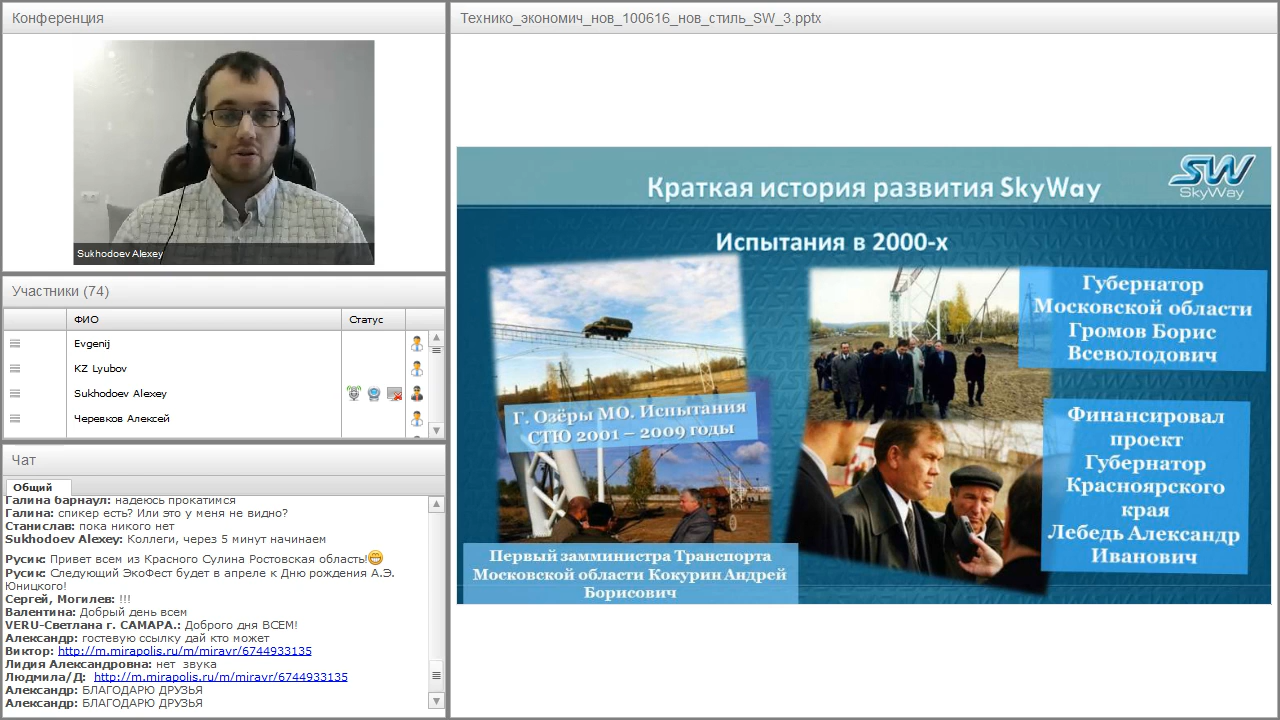 Конференция
Sukhodoev Alexey
Участники (74)
ФИО
Статус
Evgenij
KZ Lyubov
Sukhodoev Alexey
Черевков Алексей
Чат
Общий
Галина барнаул: надеюсь прокатимся
Галина: спикер есть? Или это у меня не видно?
Станислав: пока никого нет
Sukhodoev Alexey: Коллеги, через 5 минут начинаем
Русис: Привет всем из Красного Сулина Ростовская область!
Русис: Следующий ЭкоФест будет в апреле к Дню рождения А.Э.
Юницкого!
Сергей, Могилев: !!!
Валентина: Добрый день всем
VERU-Светлана г. САМАРА.: Доброго дня ВСЕМ!
Александр: гостевую ссылку дай кто может
Виктор: http://m.mirapolis.ru/m/miravr/6744933135
Лидия Александровна: нет звука
Людмила/Д: http://m.mirapolis.ru/m/miravr/6744933135
Александр: БЛАГОДАРЮ ДРУЗЬЯ
Александр: БЛАГОДАРЮ ДРУЗЬЯ
Технико_экономич_нов_100616_нов_стиль_SW_3.pptx
Краткая история развития SkyWay
SW
SkyWay
Испытания в 2000-х
Г. Озёры МО. Испытания
СТЮ 2001 – 2009 годы
Первый замминистра Транспорта
Московской области Кокурин Андрей
Борисович
Губернатор
Московской области
Громов Борис
Всеволодович
Финансировал
проект
Губернатор
Красноярского
края
Лебедь Александр
Иванович